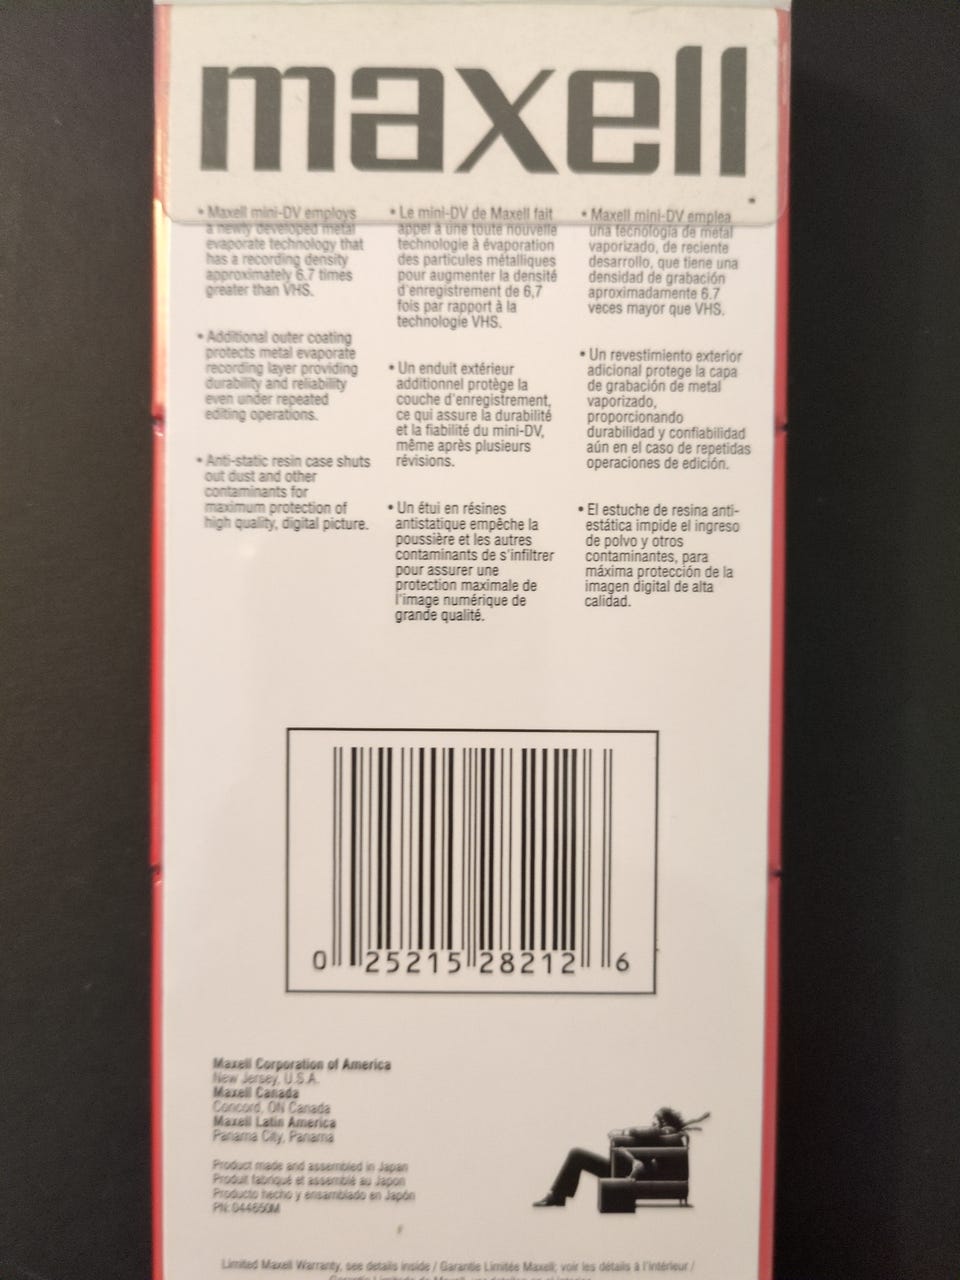 maxell
• Maxell mini-DV employs
a newly developed metal
evaporate technology that
has a recording density
approximately 6.7 times
greater than VHS.
• Additional outer coating
protects metal evaporate
recording layer providing
durability and reliability
even under repeated
editing operations.
• Anti-static resin case shuts
out dust and other
contaminants for
maximum protection of
high quality, digital picture.
• Le mini-DV de Maxell fait
appel à une toute nouvelle
technologie à évaporation
des particules métalliques
pour augmenter la densité
d'enregistrement de 6,7
fois par rapport à la
technologie VHS.
• Un enduit extérieur
additionnel protège la
couche d'enregistrement,
ce qui assure la durabilité
et la fiabilité du mini-DV,
même après plusieurs
révisions.
• Un étui en résines
antistatique empêche la
poussière et les autres
contaminants de s'infiltrer
pour assurer une
protection maximale de
l'image numérique de
grande qualité.
• Maxell mini-DV emplea
una tecnología de metal
vaporizado, de reciente
desarrollo, que tiene una
densidad de grabación
aproximadamente 6.7
veces mayor que VHS.
• Un revestimiento exterior
adicional protege la capa
de grabación de metal
vaporizado,
proporcionando
durabilidad y confiabilidad
aún en el caso de repetidas
operaciones de edición.
• El estuche de resina anti-
estática impide el ingreso
de polvo y otros
contaminantes, para
máxima protección de la
imagen digital de alta
calidad.
0 25215 28212 6
Maxell Corporation of America
New Jersey, U.S.A.
Maxell Canada
Concord, ON Canada
Maxell Latin America
Panama City, Panama
Product made and assembled in Japan
Produit fabriqué et assemblé au Japon
Producto hecho y ensamblado en Japón
PN: 044650M
Limited Maxell Warranty, see details inside / Garantie Limitée Maxell; voir les détails à l'intérieur /
Garantía Limitada de Maxell,